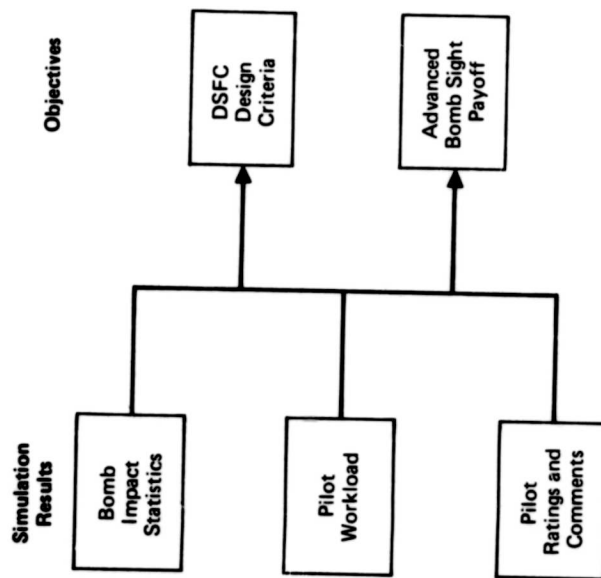 Simulation
Results
Objectives
Bomb
Impact
Statistics
Pilot
Workload
Pilot
Ratings and
Comments
DSFC
Design
Criteria
Advanced
Bomb Sight
Payoff